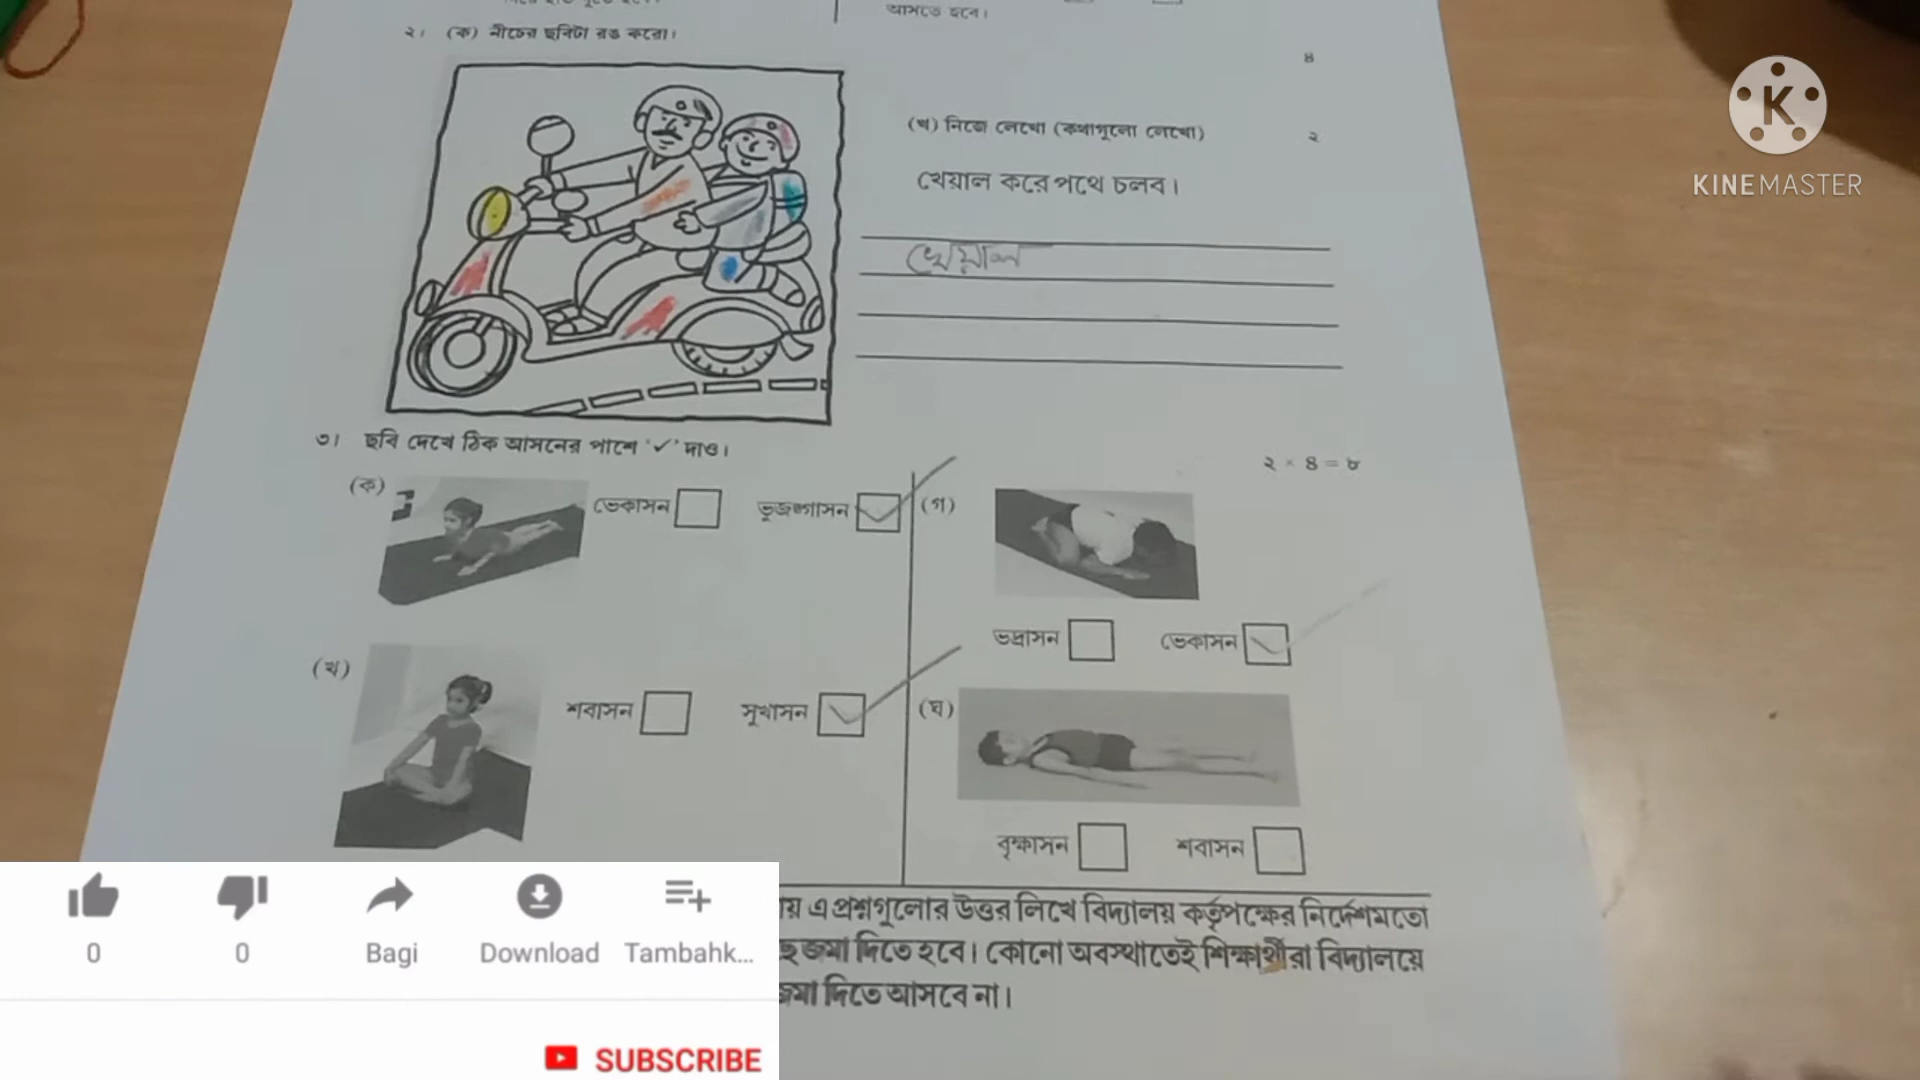 আসতে হবে।
২। (ক) নীচের ছবিটা রঙ করো।
৪
(খ) নিজে লেখো (কথাগুলো লেখো)
২
খেয়াল করে পথে চলব।
খেয়াল
৩। ছবি দেখে ঠিক আসনের পাশে '✓' দাও।
২ × ৪ = ৮
(ক) ভেকাসন ভুজঙ্গাসন
(গ)
ভদ্রাসন ভেকাসন
(খ) শবাসন সুখাসন
(ঘ)
বৃক্ষাসন শবাসন
য় এ প্রশ্নগুলোর উত্তর লিখে বিদ্যালয় কর্তৃপক্ষের নির্দেশমতো
জমা দিতে হবে। কোনো অবস্থাতেই শিক্ষার্থীরা বিদ্যালয়ে
জমা দিতে আসবে না।
K
KINEMASTER
0 0 Bagi Download Tambahk...
SUBSCRIBE